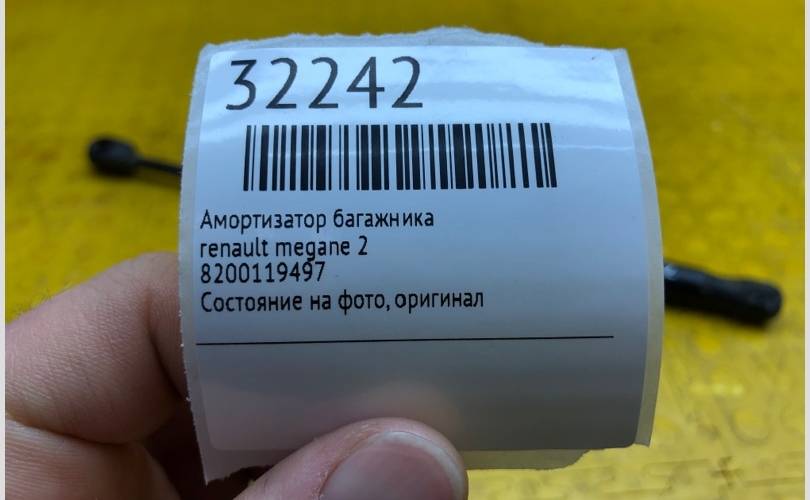 32242
Амортизатор багажника
renault megane 2
8200119497
Состояние на фото, оригинал